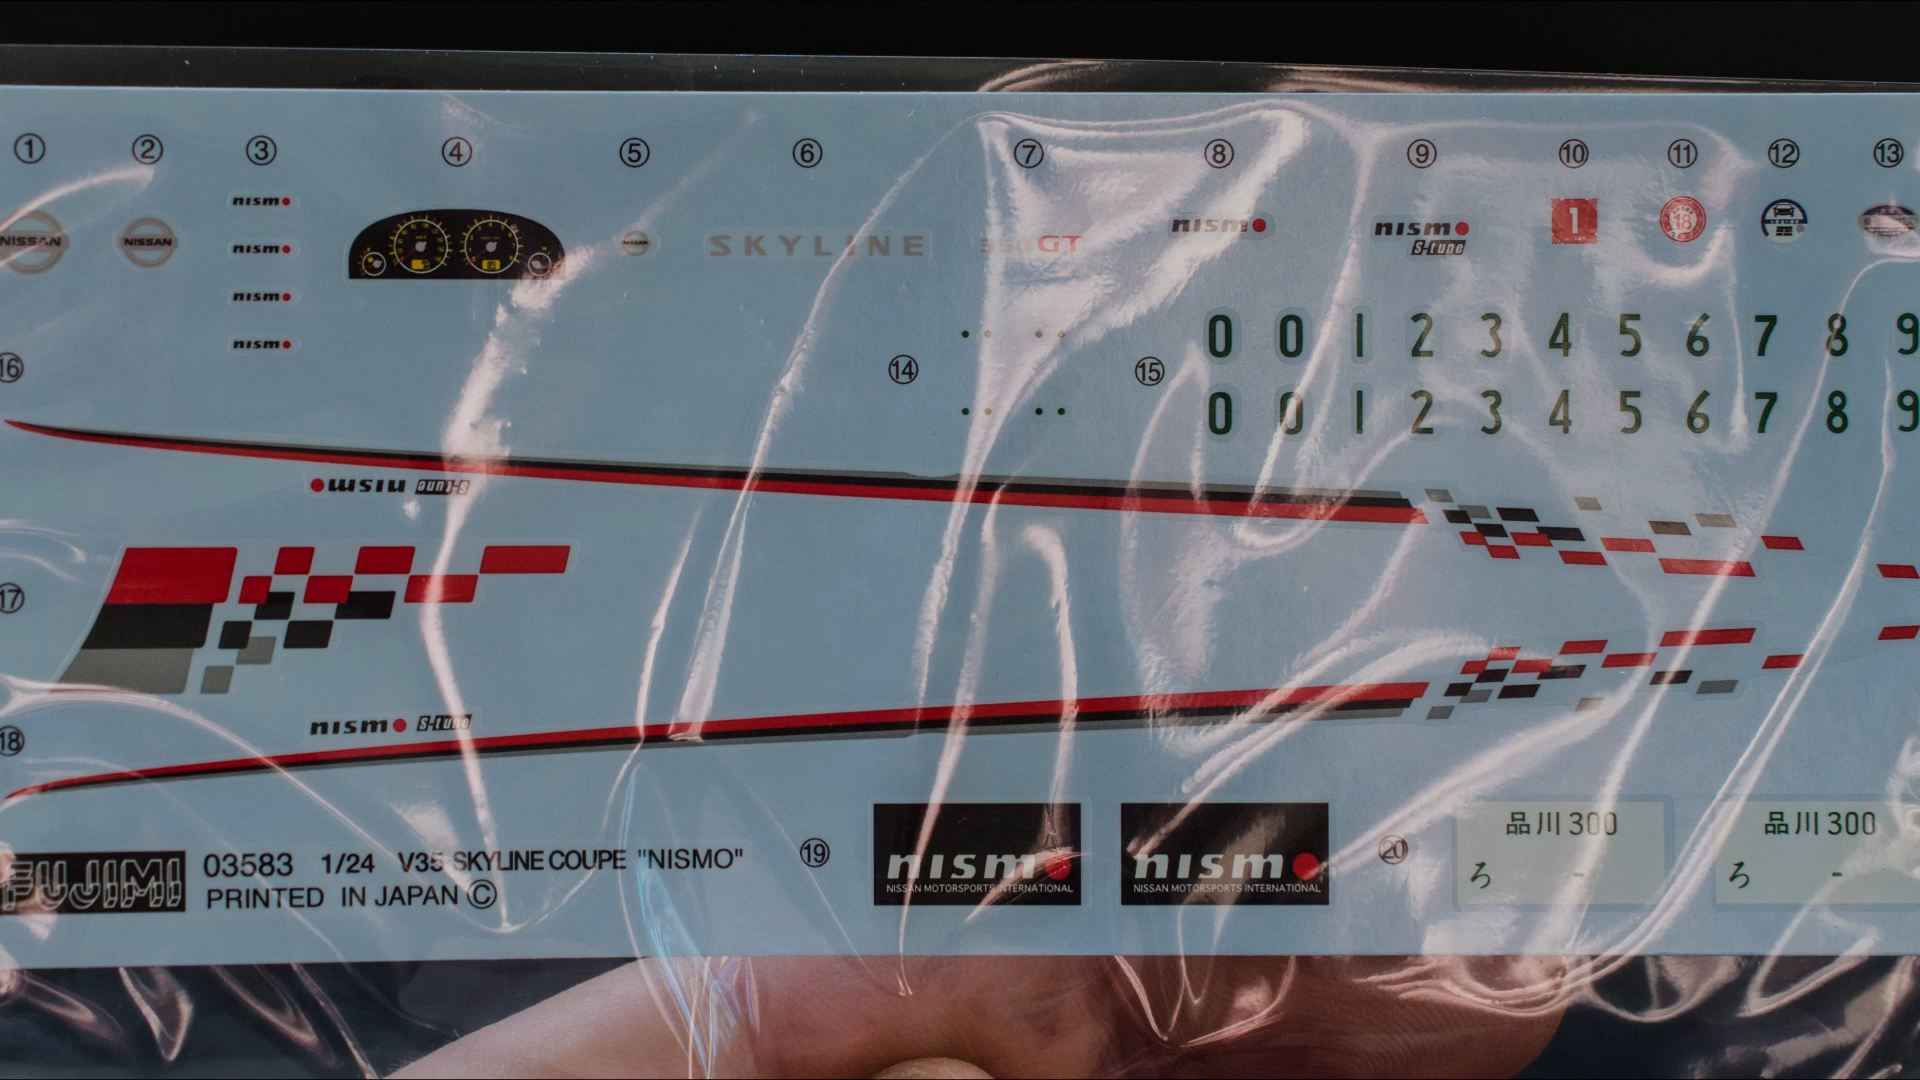 ① ② ③ ④ ⑤ ⑥ ⑦ ⑧ ⑨ ⑩ ⑪ ⑫ ⑬
NISSAN
NISSAN
nismo
nismo
nismo
nismo
NISSAN
SKYLINE
350GT
nismo
nismo
S-tune
1
18
⑭
⑮
0 0 1 2 3 4 5 6 7 8 9
0 0 1 2 3 4 5 6 7 8 9
⑯
nismo S-tune
⑰
nismo S-tune
⑱
FUJIMI
03583 1/24 V35 SKYLINE COUPE "NISMO"
PRINTED IN JAPAN ©
⑲
nismo
NISSAN MOTORSPORTS INTERNATIONAL
nismo
NISSAN MOTORSPORTS INTERNATIONAL
⑳
品川 300
ろ -
品川 300
ろ -